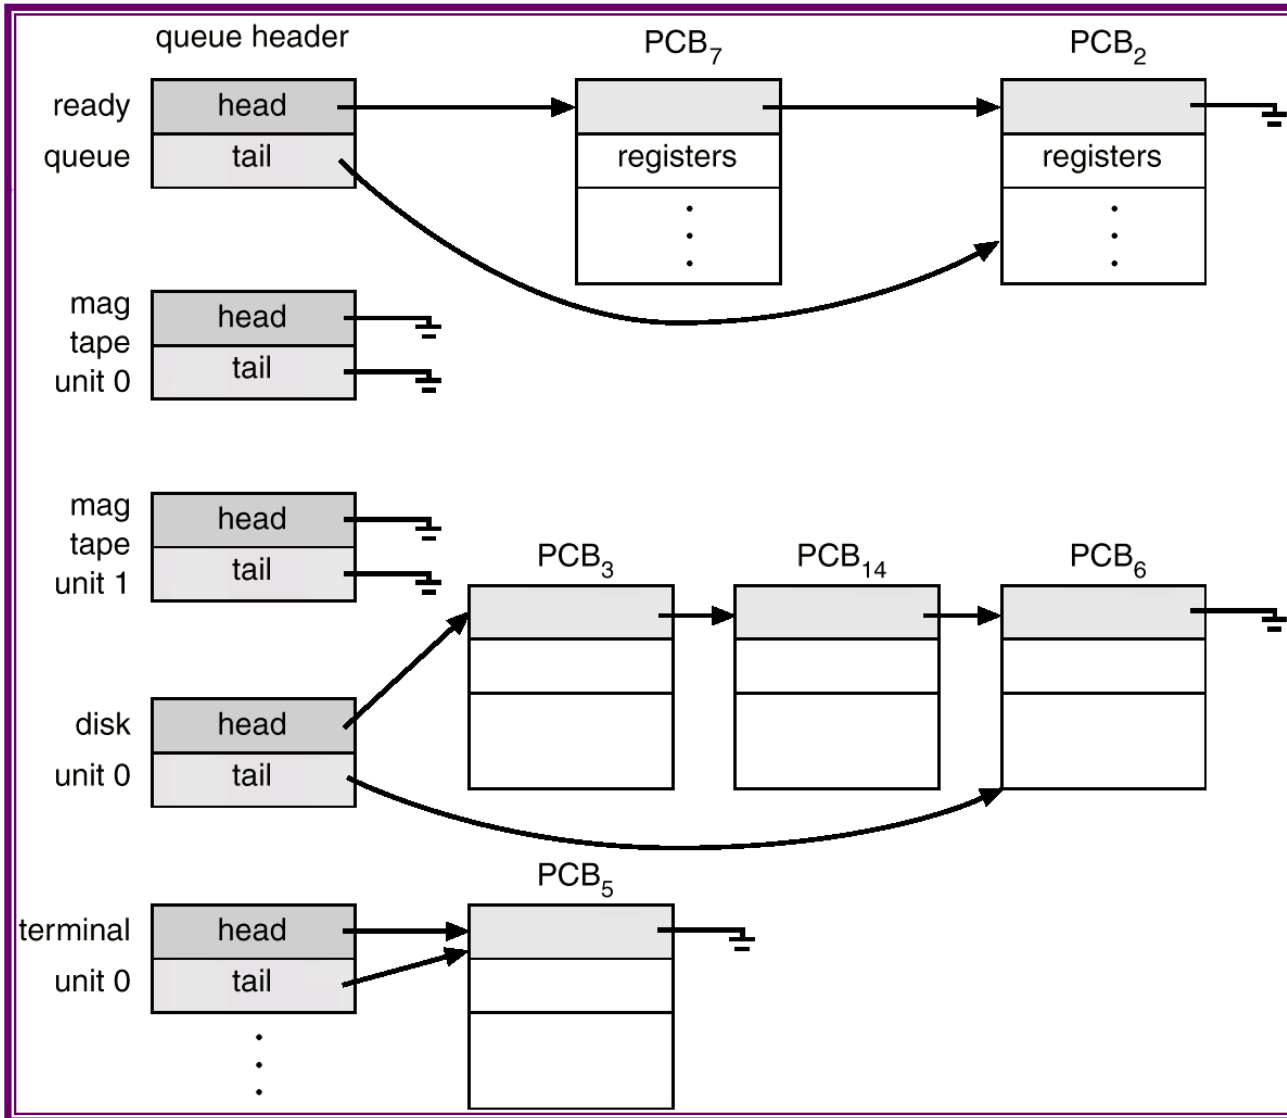 queue header
PCB₇
PCB₂
ready
queue
head
tail
registers
registers
mag
tape
unit 0
head
tail
mag
tape
unit 1
head
tail
PCB₃
PCB₁₄
PCB₆
disk
unit 0
head
tail
PCB₅
terminal
unit 0
head
tail